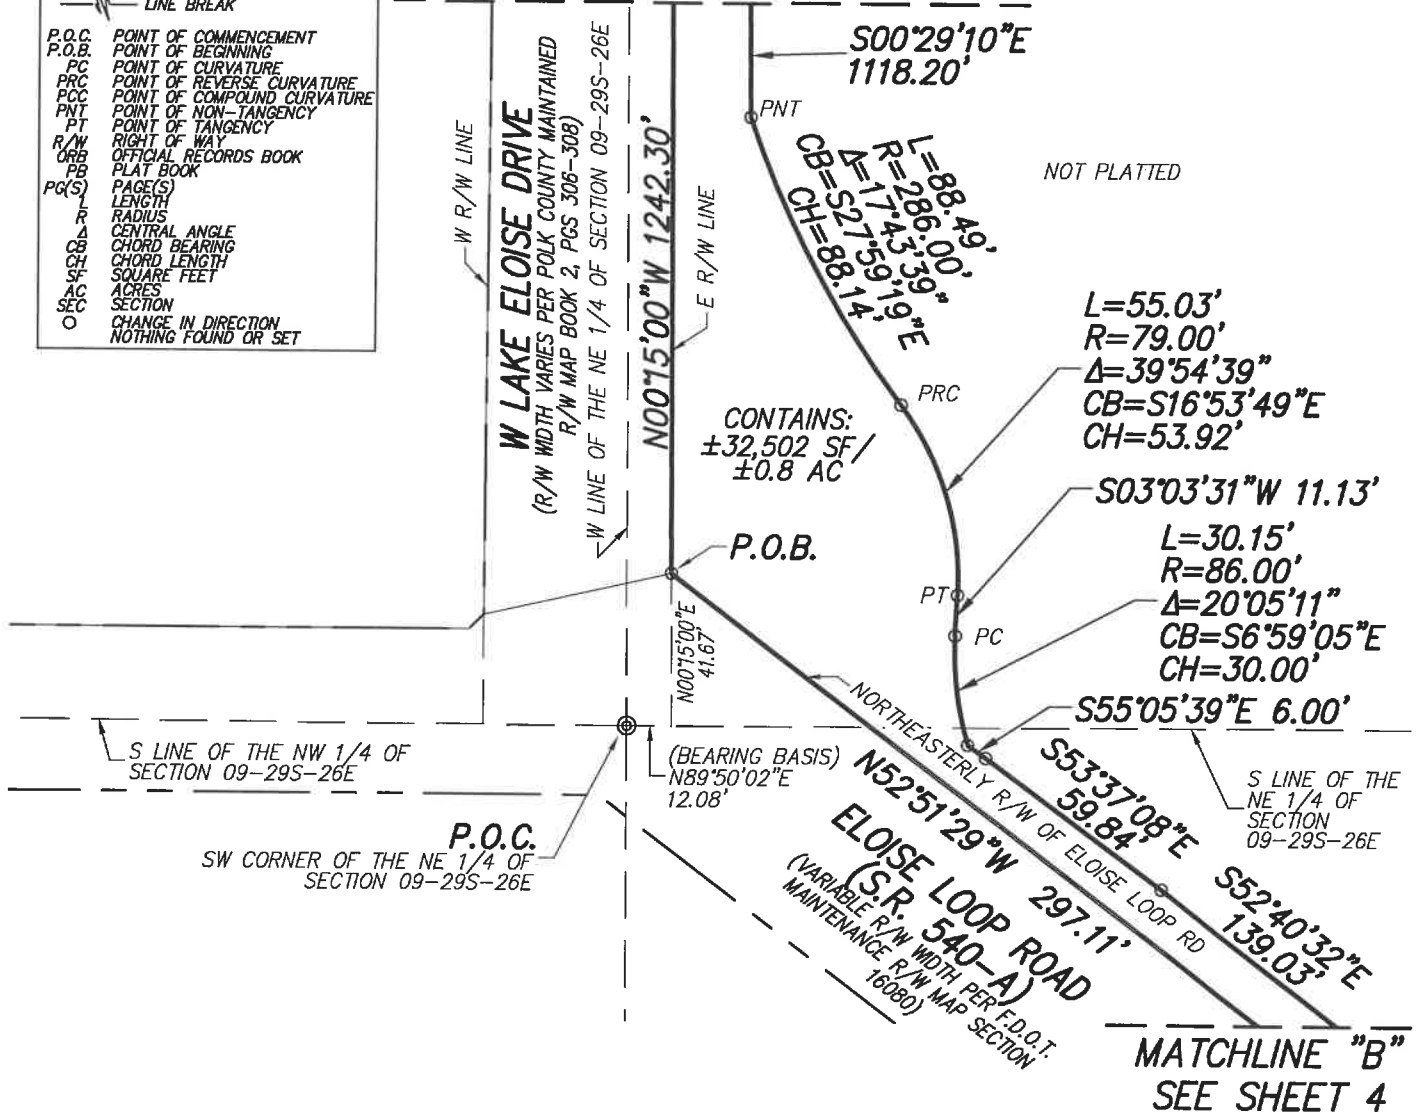 LINE BREAK
P.O.C. POINT OF COMMENCEMENT
P.O.B. POINT OF BEGINNING
PC POINT OF CURVATURE
PRC POINT OF REVERSE CURVATURE
PCC POINT OF COMPOUND CURVATURE
PNT POINT OF NON-TANGENCY
PT POINT OF TANGENCY
R/W RIGHT OF WAY
ORB OFFICIAL RECORDS BOOK
PB PLAT BOOK
PG(S) PAGE(S)
L LENGTH
R RADIUS
Δ CENTRAL ANGLE
CB CHORD BEARING
CH CHORD LENGTH
SF SQUARE FEET
AC ACRES
SEC SECTION
CHANGE IN DIRECTION
NOTHING FOUND OR SET
W R/W LINE
W LAKE ELOISE DRIVE
(R/W WIDTH VARIES PER POLK COUNTY MAINTAINED
R/W MAP BOOK 2, PGS 306-308)
W LINE OF THE NE 1/4 OF SECTION 09-29S-26E
N00°15'00"W 1242.30'
E R/W LINE
S00°29'10"E
1118.20'
PNT
L=88.49'
R=286.00'
Δ=17°43'39"
CB=S27°59'19"E
CH=88.14'
NOT PLATTED
PRC
L=55.03'
R=79.00'
Δ=39°54'39"
CB=S16°53'49"E
CH=53.92'
CONTAINS:
±32,502 SF/
±0.8 AC
S03°03'31"W 11.13'
P.O.B.
PT
PC
L=30.15'
R=86.00'
Δ=20°05'11"
CB=S6°59'05"E
CH=30.00'
N00°15'00"E
41.67'
S55°05'39"E 6.00'
S LINE OF THE NW 1/4 OF
SECTION 09-29S-26E
(BEARING BASIS)
N89°50'02"E
12.08'
P.O.C.
SW CORNER OF THE NE 1/4 OF
SECTION 09-29S-26E
NORTHEASTERLY R/W OF ELOISE LOOP RD
N52°51'29"W 297.11'
ELOISE LOOP ROAD
(S.R. 540-A)
(VARIABLE R/W WIDTH PER F.D.O.T.
MAINTENANCE R/W MAP SECTION
16080)
S53°37'08"E
59.84'
S52°40'32"E
139.03'
S LINE OF THE
NE 1/4 OF
SECTION
09-29S-26E
MATCHLINE "B"
SEE SHEET 4